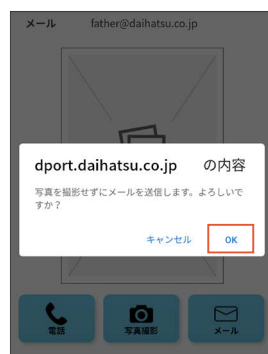 メール father@daihatsu.co.jp
dport.daihatsu.co.jp の内容
写真を撮影せずにメールを送信します。よろしいで
すか？
キャンセル OK
電話 写真撮影 メール